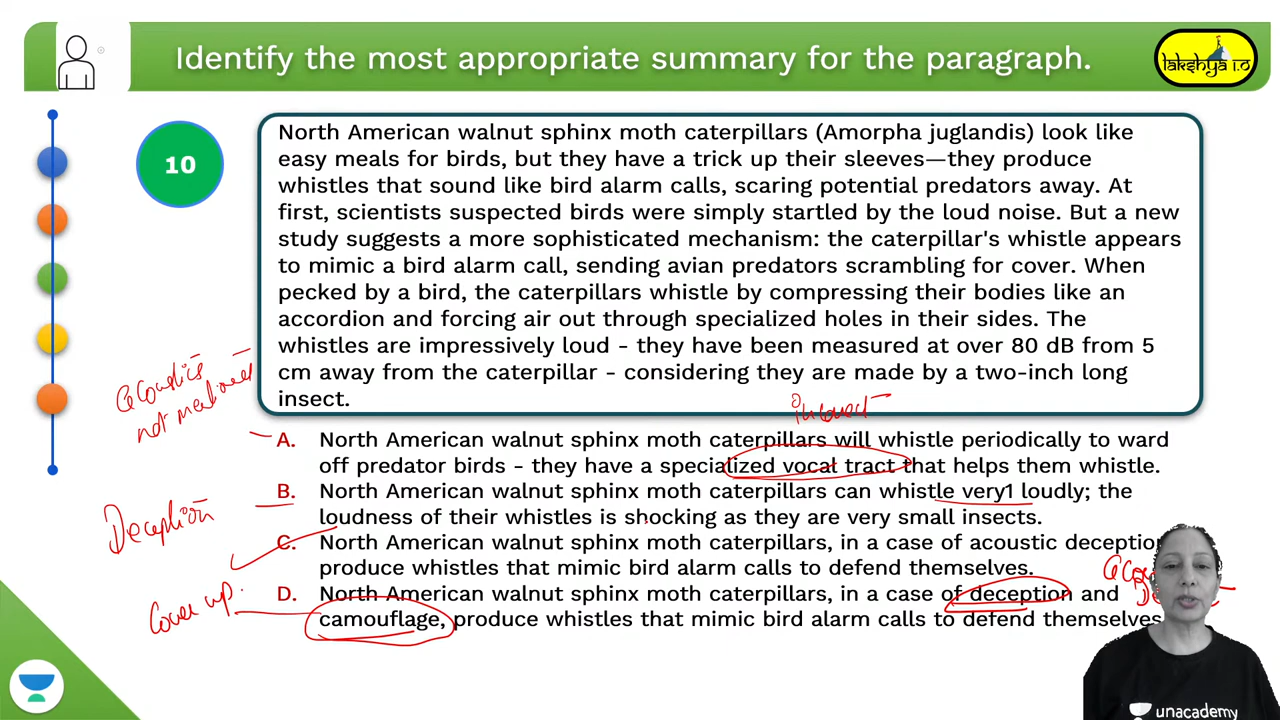 Identify the most appropriate summary for the paragraph.
लक्ष्य 1.0
10
North American walnut sphinx moth caterpillars (Amorpha juglandis) look like
easy meals for birds, but they have a trick up their sleeves—they produce
whistles that sound like bird alarm calls, scaring potential predators away. At
first, scientists suspected birds were simply startled by the loud noise. But a new
study suggests a more sophisticated mechanism: the caterpillar's whistle appears
to mimic a bird alarm call, sending avian predators scrambling for cover. When
pecked by a bird, the caterpillars whistle by compressing their bodies like an
accordion and forcing air out through specialized holes in their sides. The
whistles are impressively loud - they have been measured at over 80 dB from 5
cm away from the caterpillar - considering they are made by a two-inch long
insect.
Acoustics
not mentioned
incorrect
A. North American walnut sphinx moth caterpillars will whistle periodically to ward
off predator birds - they have a specialized vocal tract that helps them whistle.
B. North American walnut sphinx moth caterpillars can whistle very1 loudly; the
loudness of their whistles is shocking as they are very small insects.
Deception
C. North American walnut sphinx moth caterpillars, in a case of acoustic deception
produce whistles that mimic bird alarm calls to defend themselves.
D. North American walnut sphinx moth caterpillars, in a case of deception and
camouflage, produce whistles that mimic bird alarm calls to defend themselves
Cover up.
unacademy